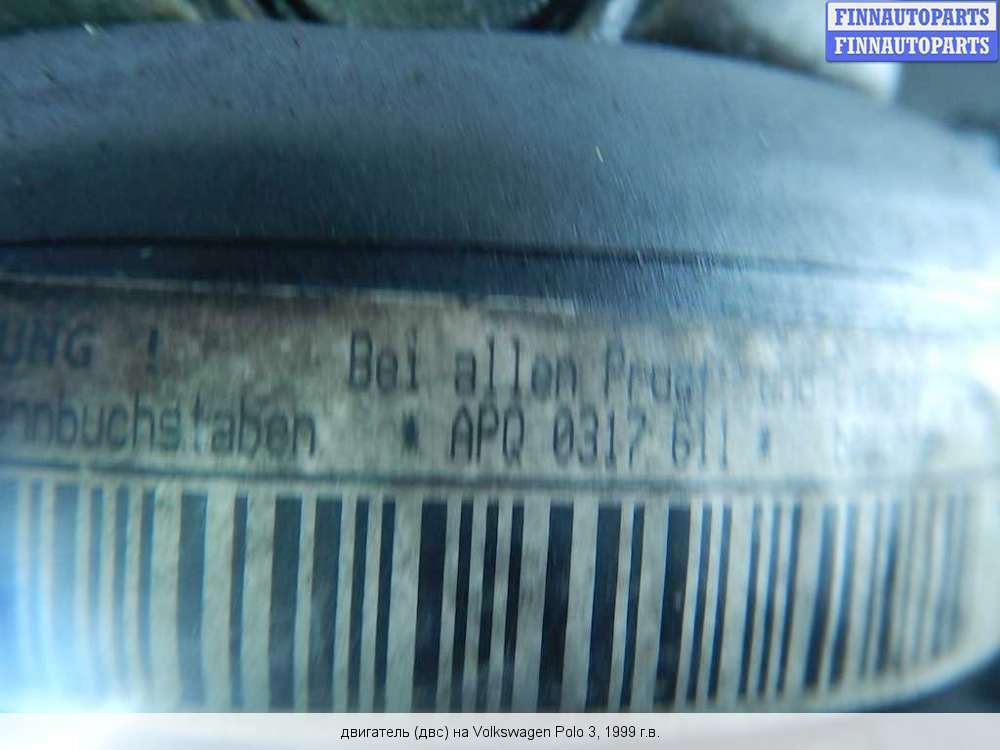 FINNAUTOPARTS
FINNAUTOPARTS
UNG ! Bei allen
nnbuchstaben * APQ 0317 611 *
двигатель (двс) на Volkswagen Polo 3, 1999 г.в.